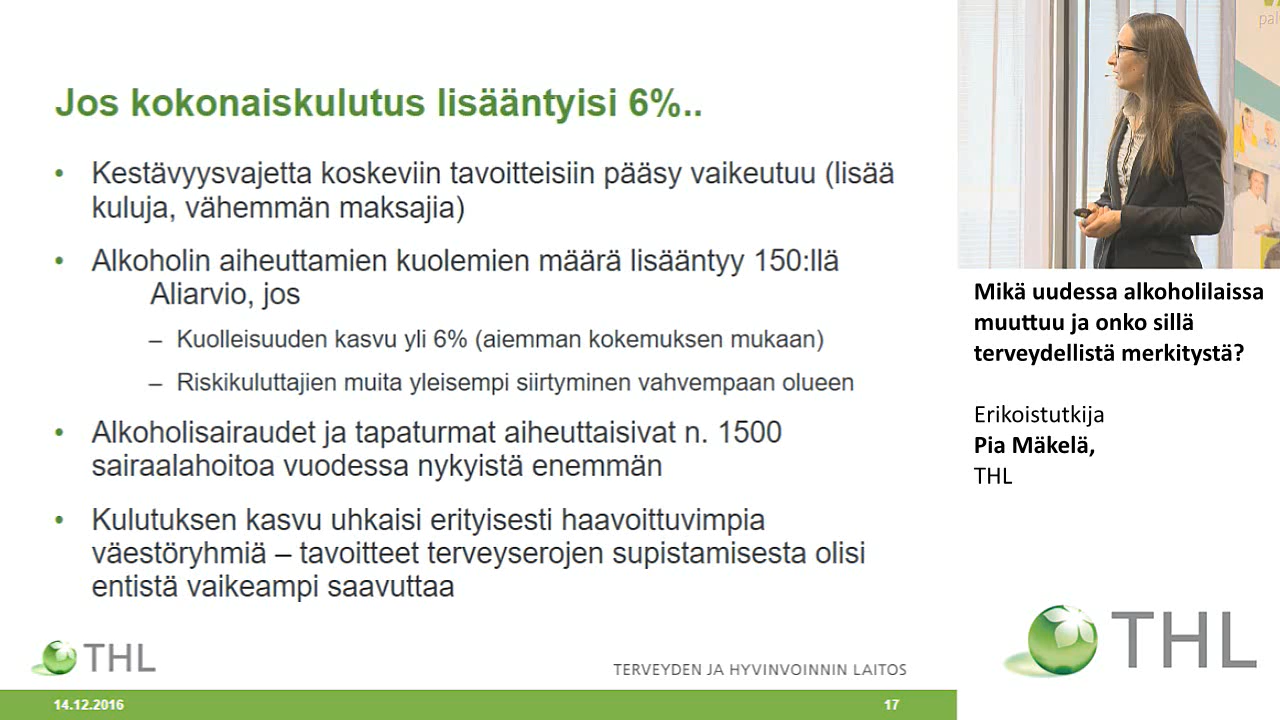 Jos kokonaiskulutus lisääntyisi 6%..
• Kestävyysvajetta koskeviin tavoitteisiin pääsy vaikeutuu (lisää
kuluja, vähemmän maksajia)
• Alkoholin aiheuttamien kuolemien määrä lisääntyy 150:llä
Aliarvio, jos
– Kuolleisuuden kasvu yli 6% (aiemman kokemuksen mukaan)
– Riskikuluttajien muita yleisempi siirtyminen vahvempaan olueen
• Alkoholisairaudet ja tapaturmat aiheuttaisivat n. 1500
sairaalahoitoa vuodessa nykyistä enemmän
• Kulutuksen kasvu uhkaisi erityisesti haavoittuvimpia
väestöryhmiä – tavoitteet terveyserojen supistamisesta olisi
entistä vaikeampi saavuttaa
THL
TERVEYDEN JA HYVINVOINNIN LAITOS
14.12.2016
17
Mikä uudessa alkoholilaissa
muuttuu ja onko sillä
terveydellistä merkitystä?
Erikoistutkija
Pia Mäkelä,
THL
THL